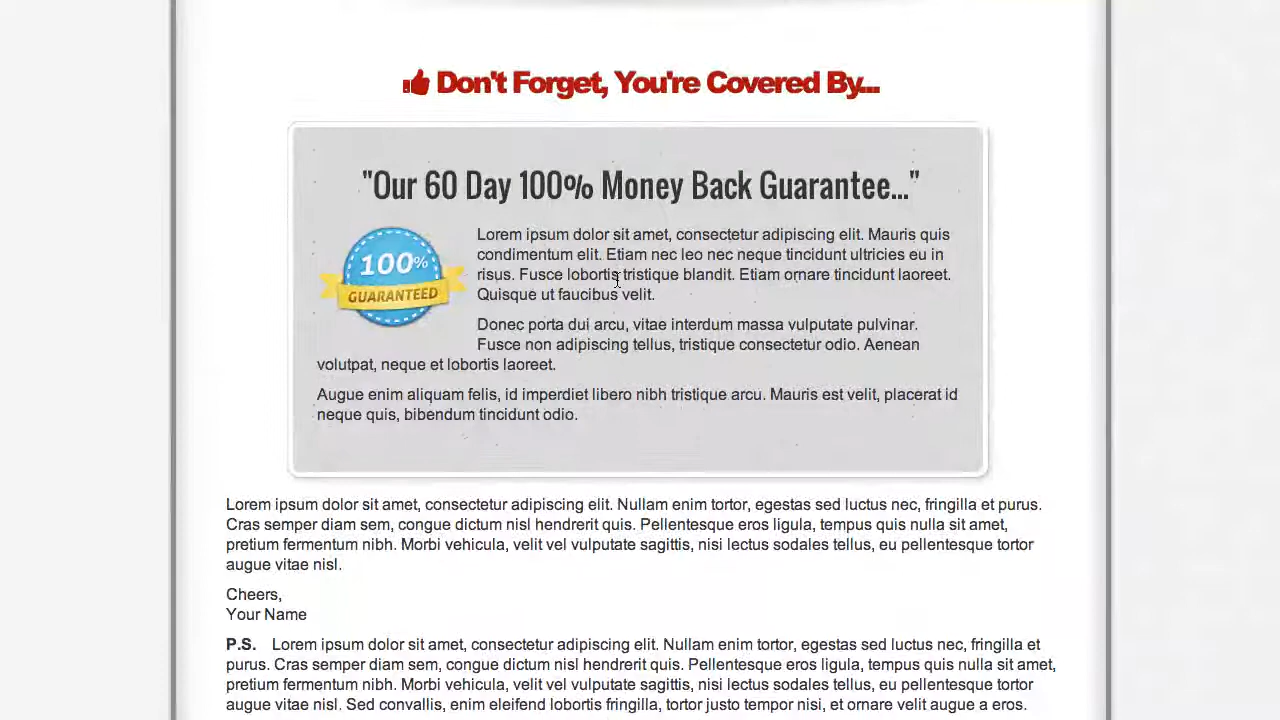 Don't Forget, You're Covered By...
"Our 60 Day 100% Money Back Guarantee..."
100%
GUARANTEED
Lorem ipsum dolor sit amet, consectetur adipiscing elit. Mauris quis
condimentum elit. Etiam nec leo nec neque tincidunt ultricies eu in
risus. Fusce lobortis tristique blandit. Etiam ornare tincidunt laoreet.
Quisque ut faucibus velit.
Donec porta dui arcu, vitae interdum massa vulputate pulvinar.
Fusce non adipiscing tellus, tristique consectetur odio. Aenean
volutpat, neque et lobortis laoreet.
Augue enim aliquam felis, id imperdiet libero nibh tristique arcu. Mauris est velit, placerat id
neque quis, bibendum tincidunt odio.
Lorem ipsum dolor sit amet, consectetur adipiscing elit. Nullam enim tortor, egestas sed luctus nec, fringilla et purus.
Cras semper diam sem, congue dictum nisl hendrerit quis. Pellentesque eros ligula, tempus quis nulla sit amet,
pretium fermentum nibh. Morbi vehicula, velit vel vulputate sagittis, nisi lectus sodales tellus, eu pellentesque tortor
augue vitae nisl.
Cheers,
Your Name
P.S. Lorem ipsum dolor sit amet, consectetur adipiscing elit. Nullam enim tortor, egestas sed luctus nec, fringilla et
purus. Cras semper diam sem, congue dictum nisl hendrerit quis. Pellentesque eros ligula, tempus quis nulla sit amet,
pretium fermentum nibh. Morbi vehicula, velit vel vulputate sagittis, nisi lectus sodales tellus, eu pellentesque tortor
augue vitae nisl. Sed convallis, enim eleifend lobortis fringilla, tortor justo tempor nisi, et ornare velit augue a eros.